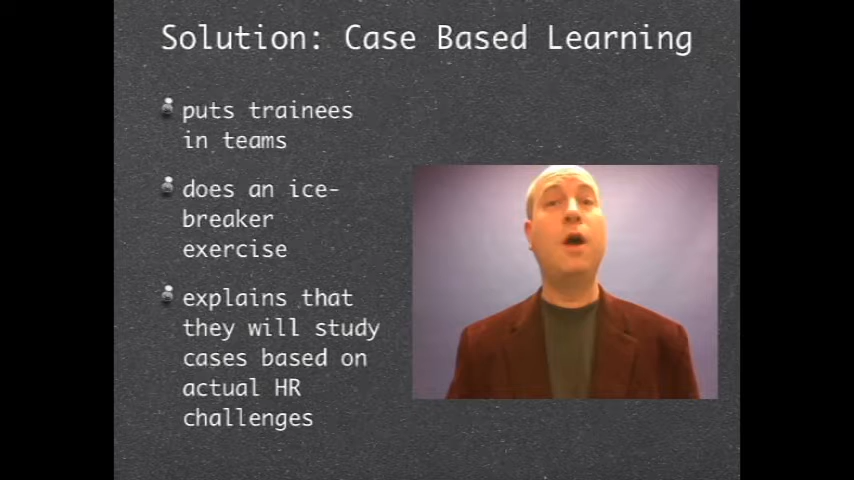 Solution: Case Based Learning
puts trainees
in teams
does an ice-
breaker
exercise
explains that
they will study
cases based on
actual HR
challenges